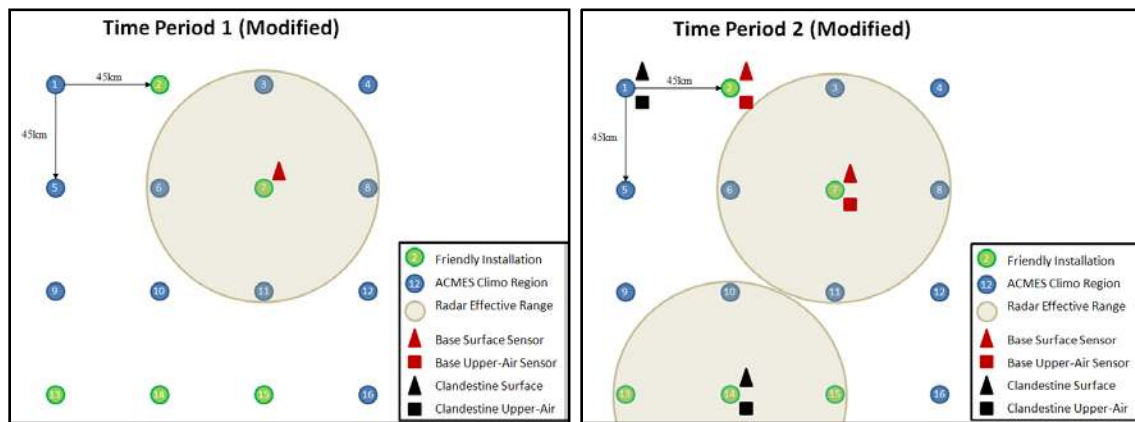 Time Period 1 (Modified)
1
45km
2
3
4
45km
5
6
7
8
9
10
11
12
13
14
15
16
2
Friendly Installation
12
ACMES Climo Region
Radar Effective Range
Base Surface Sensor
Base Upper-Air Sensor
Clandestine Surface
Clandestine Upper-Air
Time Period 2 (Modified)
1
45km
2
3
4
45km
5
6
7
8
9
10
11
12
13
14
15
16
2
Friendly Installation
12
ACMES Climo Region
Radar Effective Range
Base Surface Sensor
Base Upper-Air Sensor
Clandestine Surface
Clandestine Upper-Air